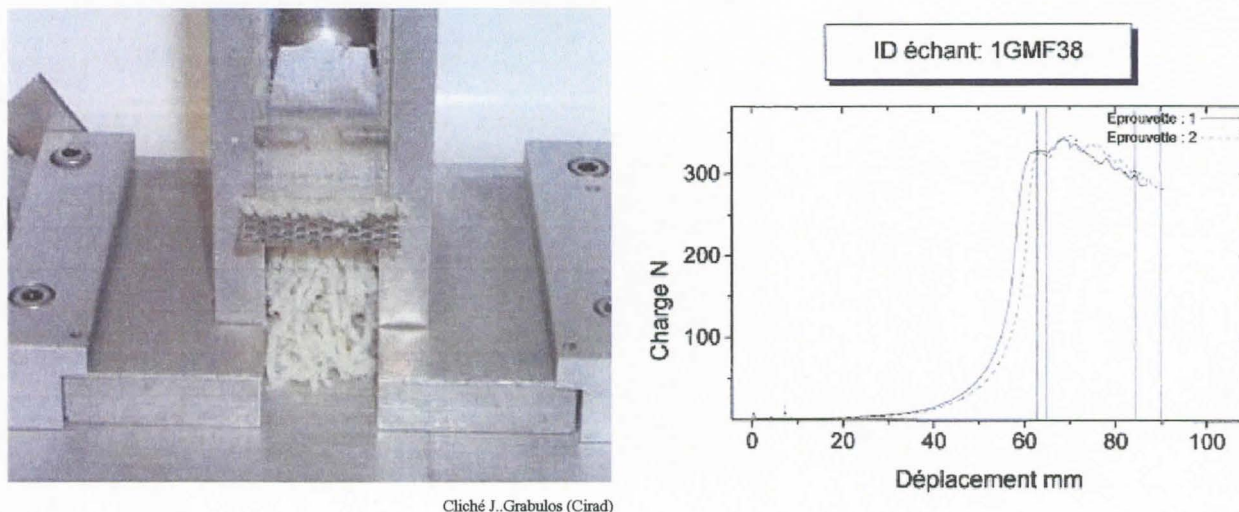 Cliché J..Grabulos (Cirad)
ID échant: 1GMF38
Eprouvette : 1
Eprouvette : 2
Charge N
300
200
100
0 20 40 60 80 100
Déplacement mm